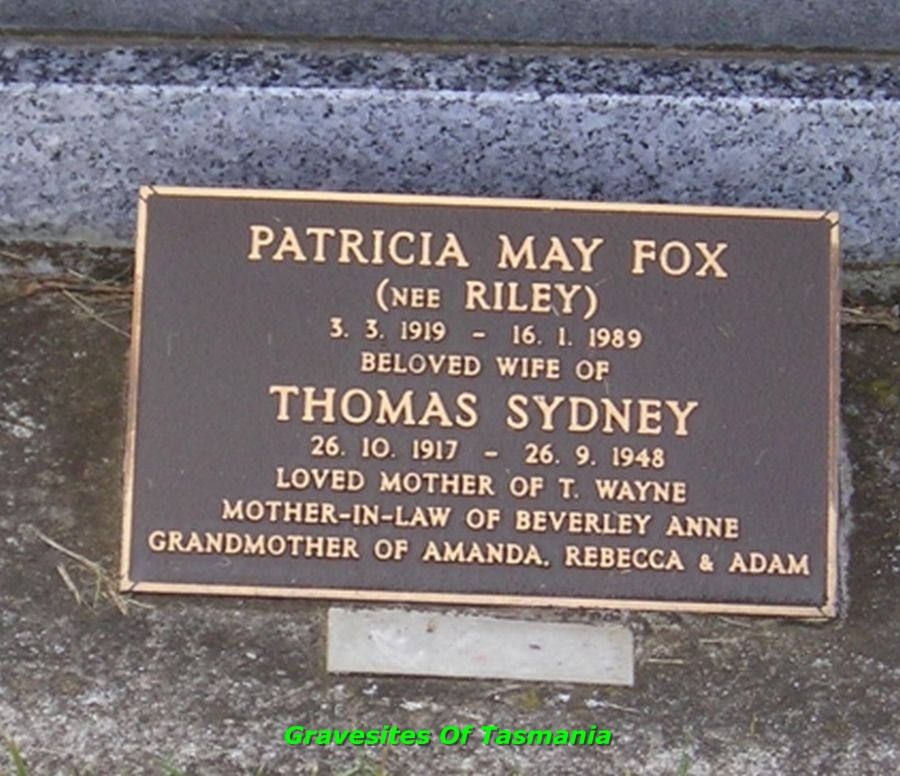 PATRICIA MAY FOX
(NEE RILEY)
3. 3. 1919 – 16. 1. 1989
BELOVED WIFE OF
THOMAS SYDNEY
26. 10. 1917 – 26. 9. 1948
LOVED MOTHER OF T. WAYNE
MOTHER-IN-LAW OF BEVERLEY ANNE
GRANDMOTHER OF AMANDA, REBECCA & ADAM
Gravesites Of Tasmania